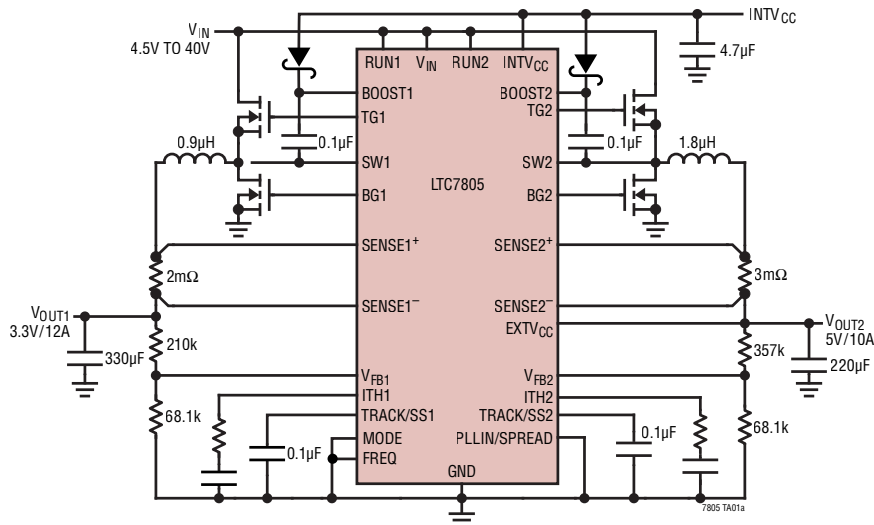 INTVCC
VIN
4.5V TO 40V
4.7µF
RUN1 VIN RUN2 INTVCC
BOOST1 BOOST2
TG1 TG2
0.1µF 0.1µF
0.9µH 1.8µH
SW1 SW2
LTC7805
BG1 BG2
SENSE1+ SENSE2+
2mΩ 3mΩ
SENSE1– SENSE2–
VOUT1
3.3V/12A
EXTVCC
VOUT2
5V/10A
210k 357k
330µF 220µF
VFB1 VFB2
ITH1 ITH2
68.1k 68.1k
TRACK/SS1 TRACK/SS2
MODE PLLIN/SPREAD
0.1µF 0.1µF
FREQ
GND
7805 TA01a